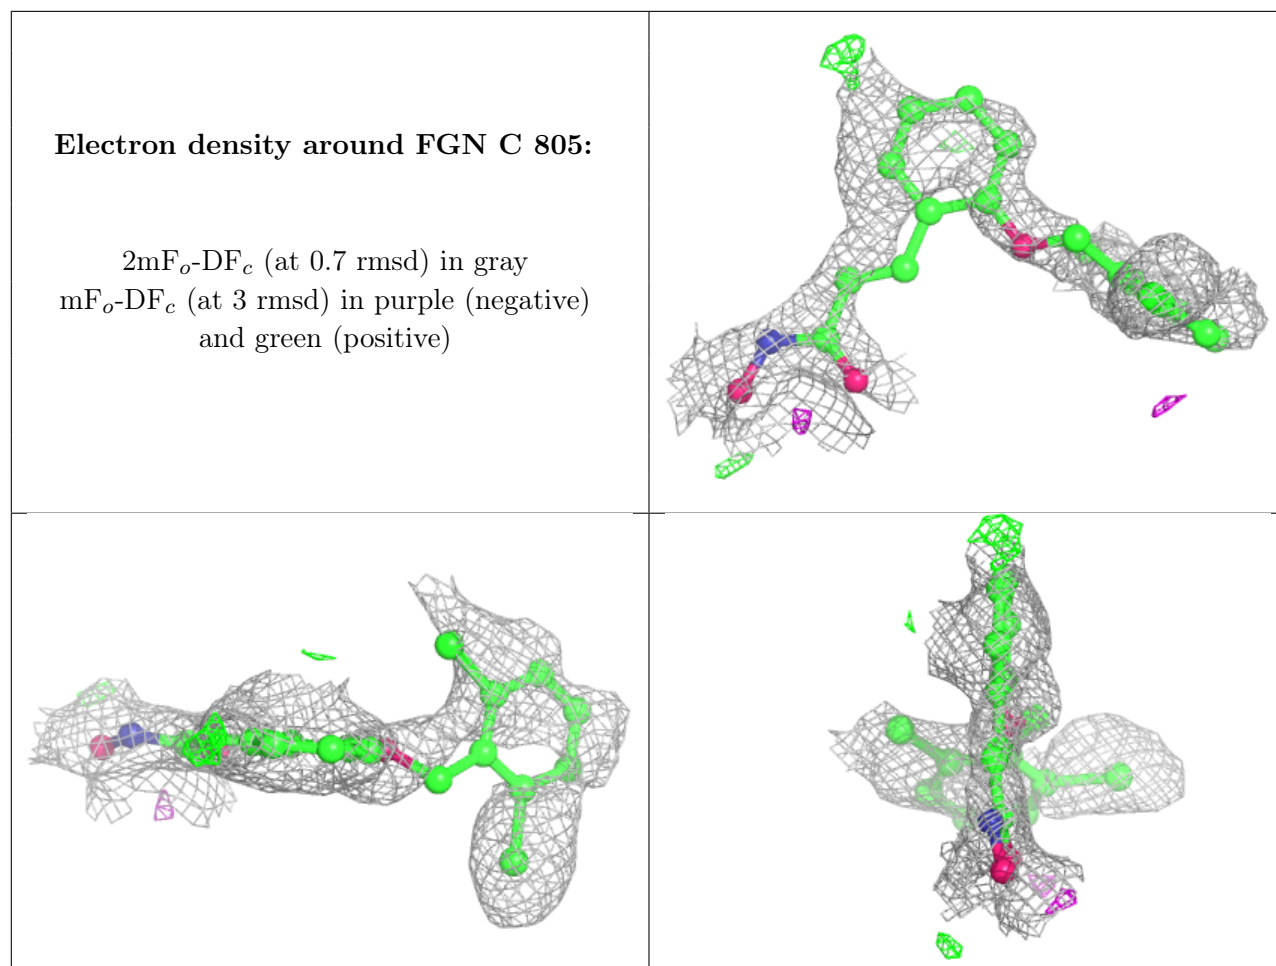 Electron density around FGN C 805:
2mFo-DFc (at 0.7 rmsd) in gray
mFo-DFc (at 3 rmsd) in purple (negative)
and green (positive)